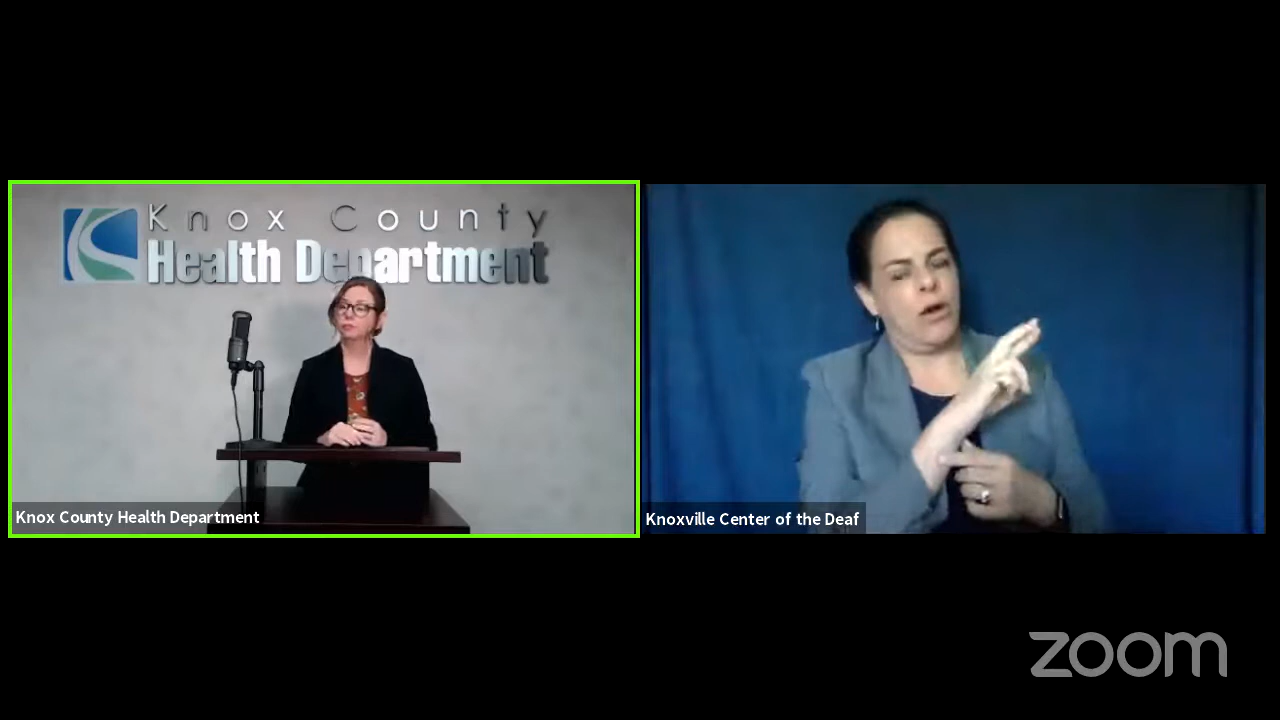 Knox County
Health Department
Knox County Health Department
Knoxville Center of the Deaf
zoom